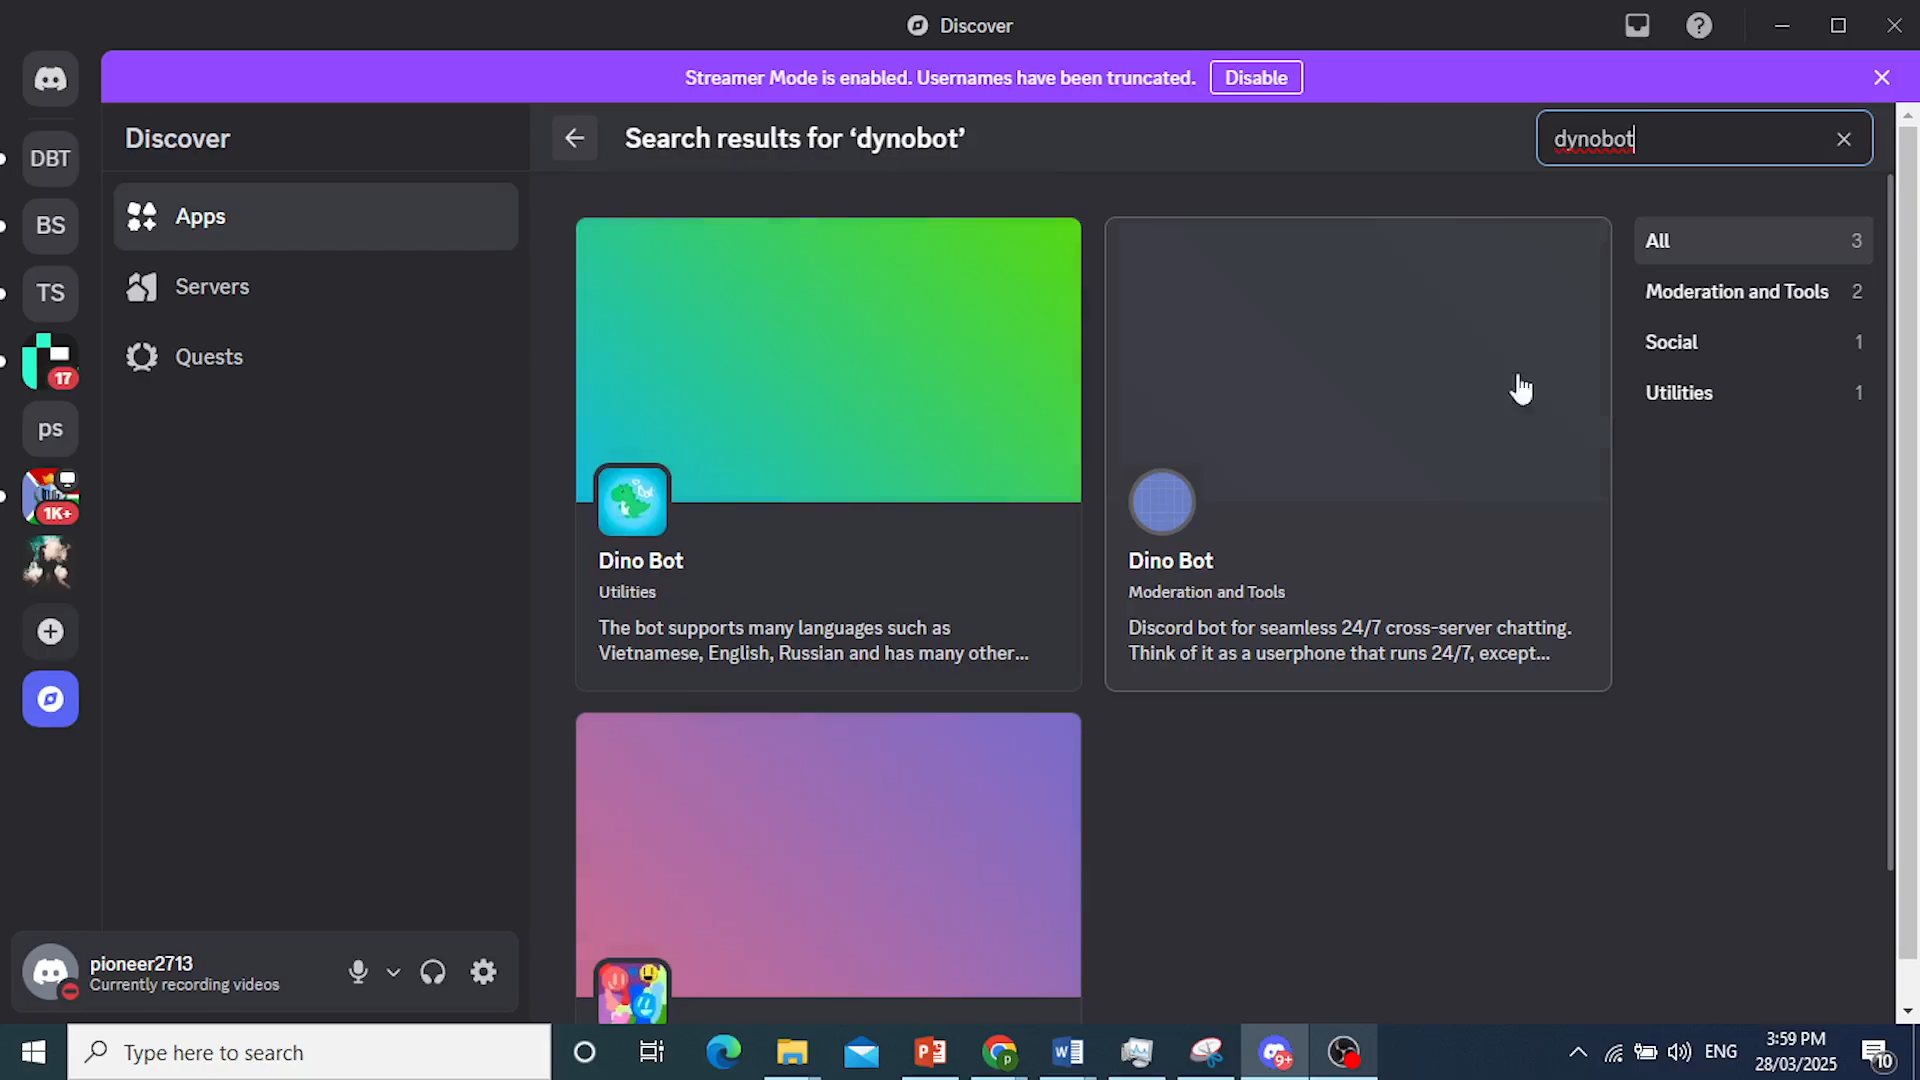 Discover
Streamer Mode is enabled. Usernames have been truncated.
Disable
DBT
BS
TS
17
ps
1K+
Discover
Apps
Servers
Quests
Search results for ‘dynobot’
dynobot
Dino Bot
Utilities
The bot supports many languages such as
Vietnamese, English, Russian and has many other...
Dino Bot
Moderation and Tools
Discord bot for seamless 24/7 cross-server chatting.
Think of it as a userphone that runs 24/7, except...
All 3
Moderation and Tools 2
Social 1
Utilities 1
pioneer2713
Currently recording videos
Type here to search
9+
ENG
3:59 PM
28/03/2025
10